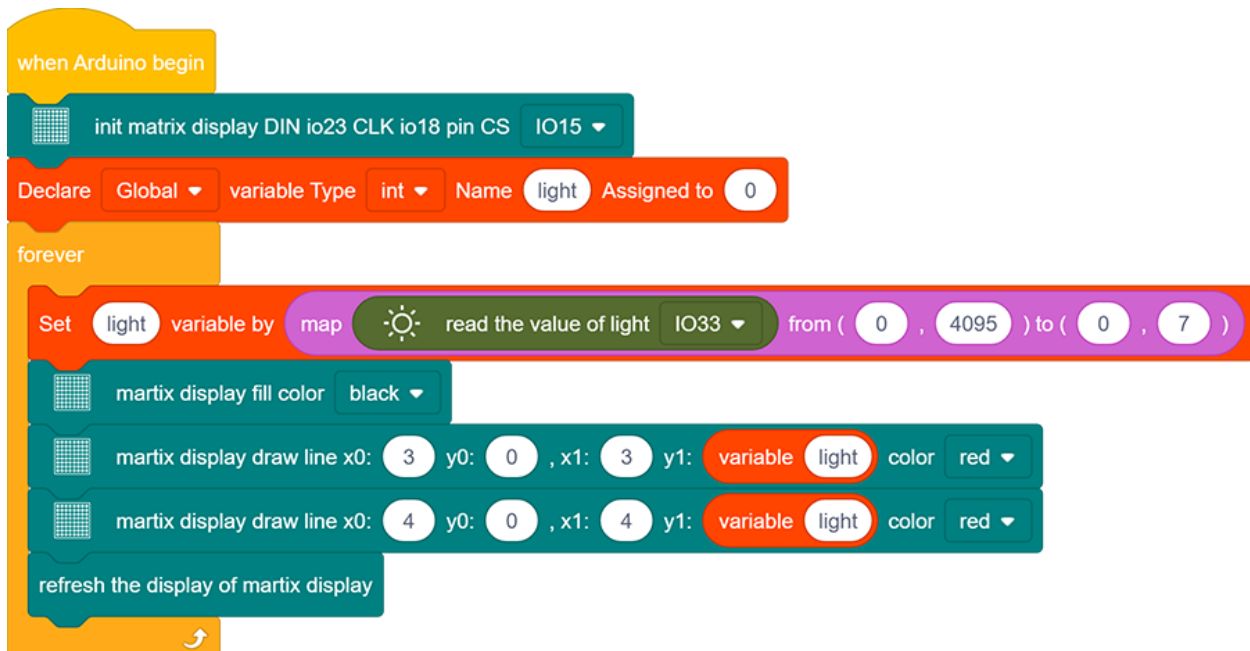 when Arduino begin
init matrix display DIN io23 CLK io18 pin CS IO15
Declare Global variable Type int Name light Assigned to 0
forever
Set light variable by map read the value of light IO33 from ( 0 , 4095 ) to ( 0 , 7 )
martix display fill color black
martix display draw line x0: 3 y0: 0 , x1: 3 y1: variable light color red
martix display draw line x0: 4 y0: 0 , x1: 4 y1: variable light color red
refresh the display of martix display